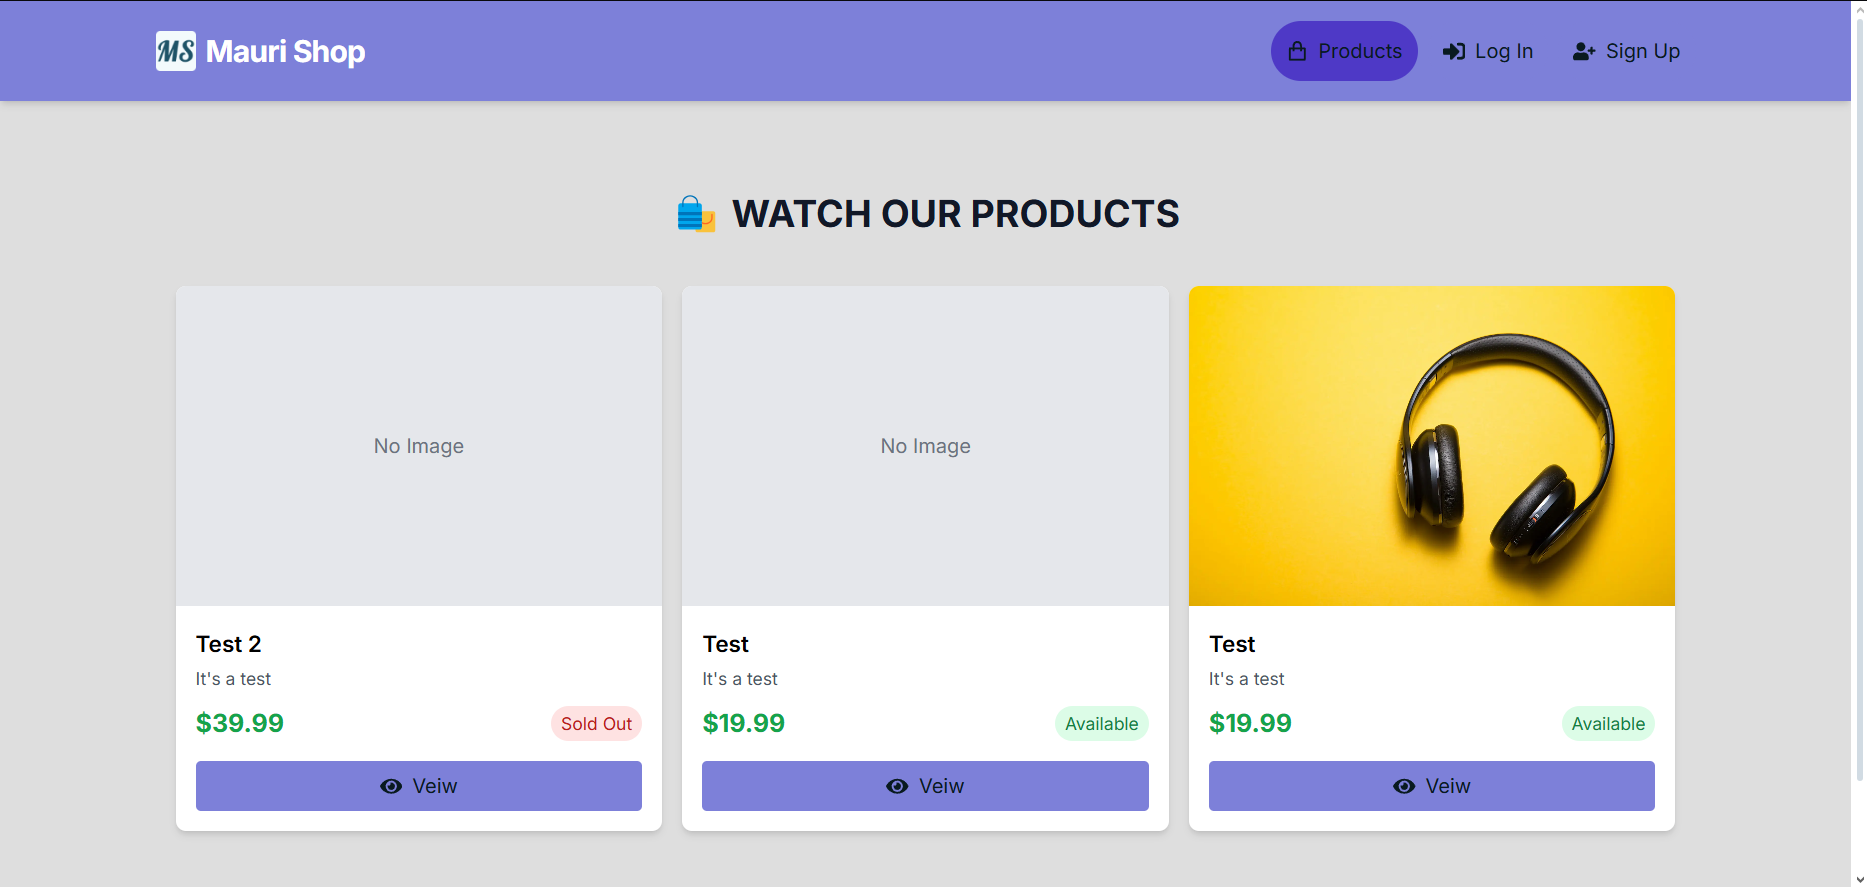 MS Mauri Shop
Products
Log In
Sign Up
WATCH OUR PRODUCTS
No Image
No Image
Test 2
It's a test
$39.99
Sold Out
Veiw
Test
It's a test
$19.99
Available
Veiw
Test
It's a test
$19.99
Available
Veiw